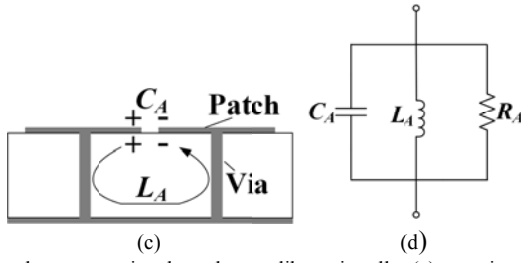 C_A
+ -
Patch
+ -
L_A
Via
(c)
C_A
L_A
R_A
(d)